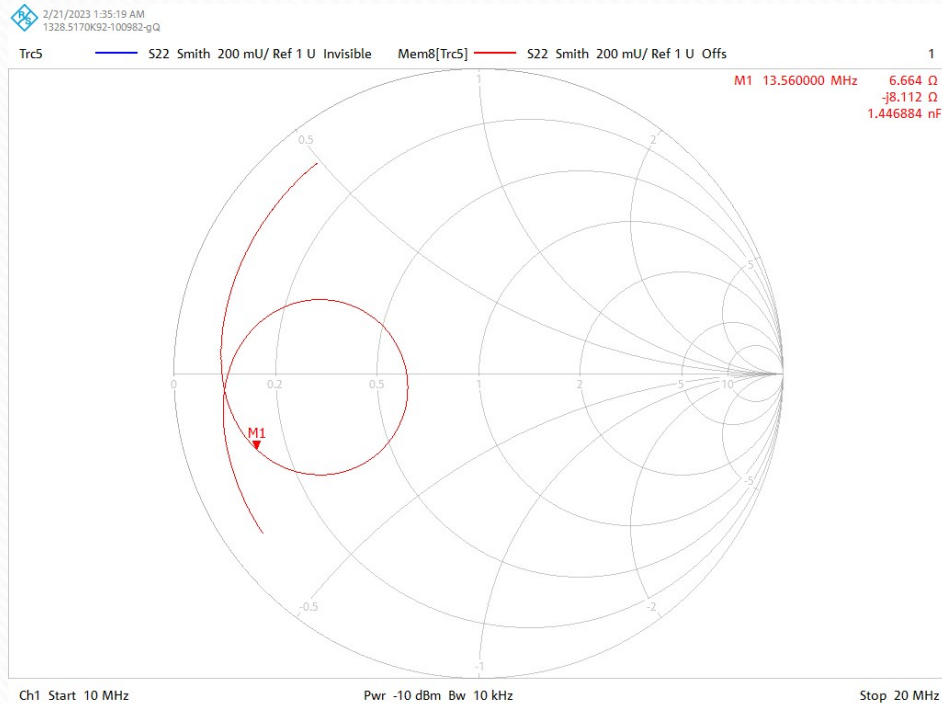 2/21/2023 1:35:19 AM
1328.5170K92-100982-gQ
Trc5 S22 Smith 200 mU/ Ref 1 U Invisible Mem8[Trc5] S22 Smith 200 mU/ Ref 1 U Offs 1
M1 13.560000 MHz 6.664 Ω
-j8.112 Ω
1.446884 nF
1
0.5 2
5
0 0.2 0.5 1 2 5 10
M1
-5
-0.5 -2
-1
Ch1 Start 10 MHz Pwr -10 dBm Bw 10 kHz Stop 20 MHz